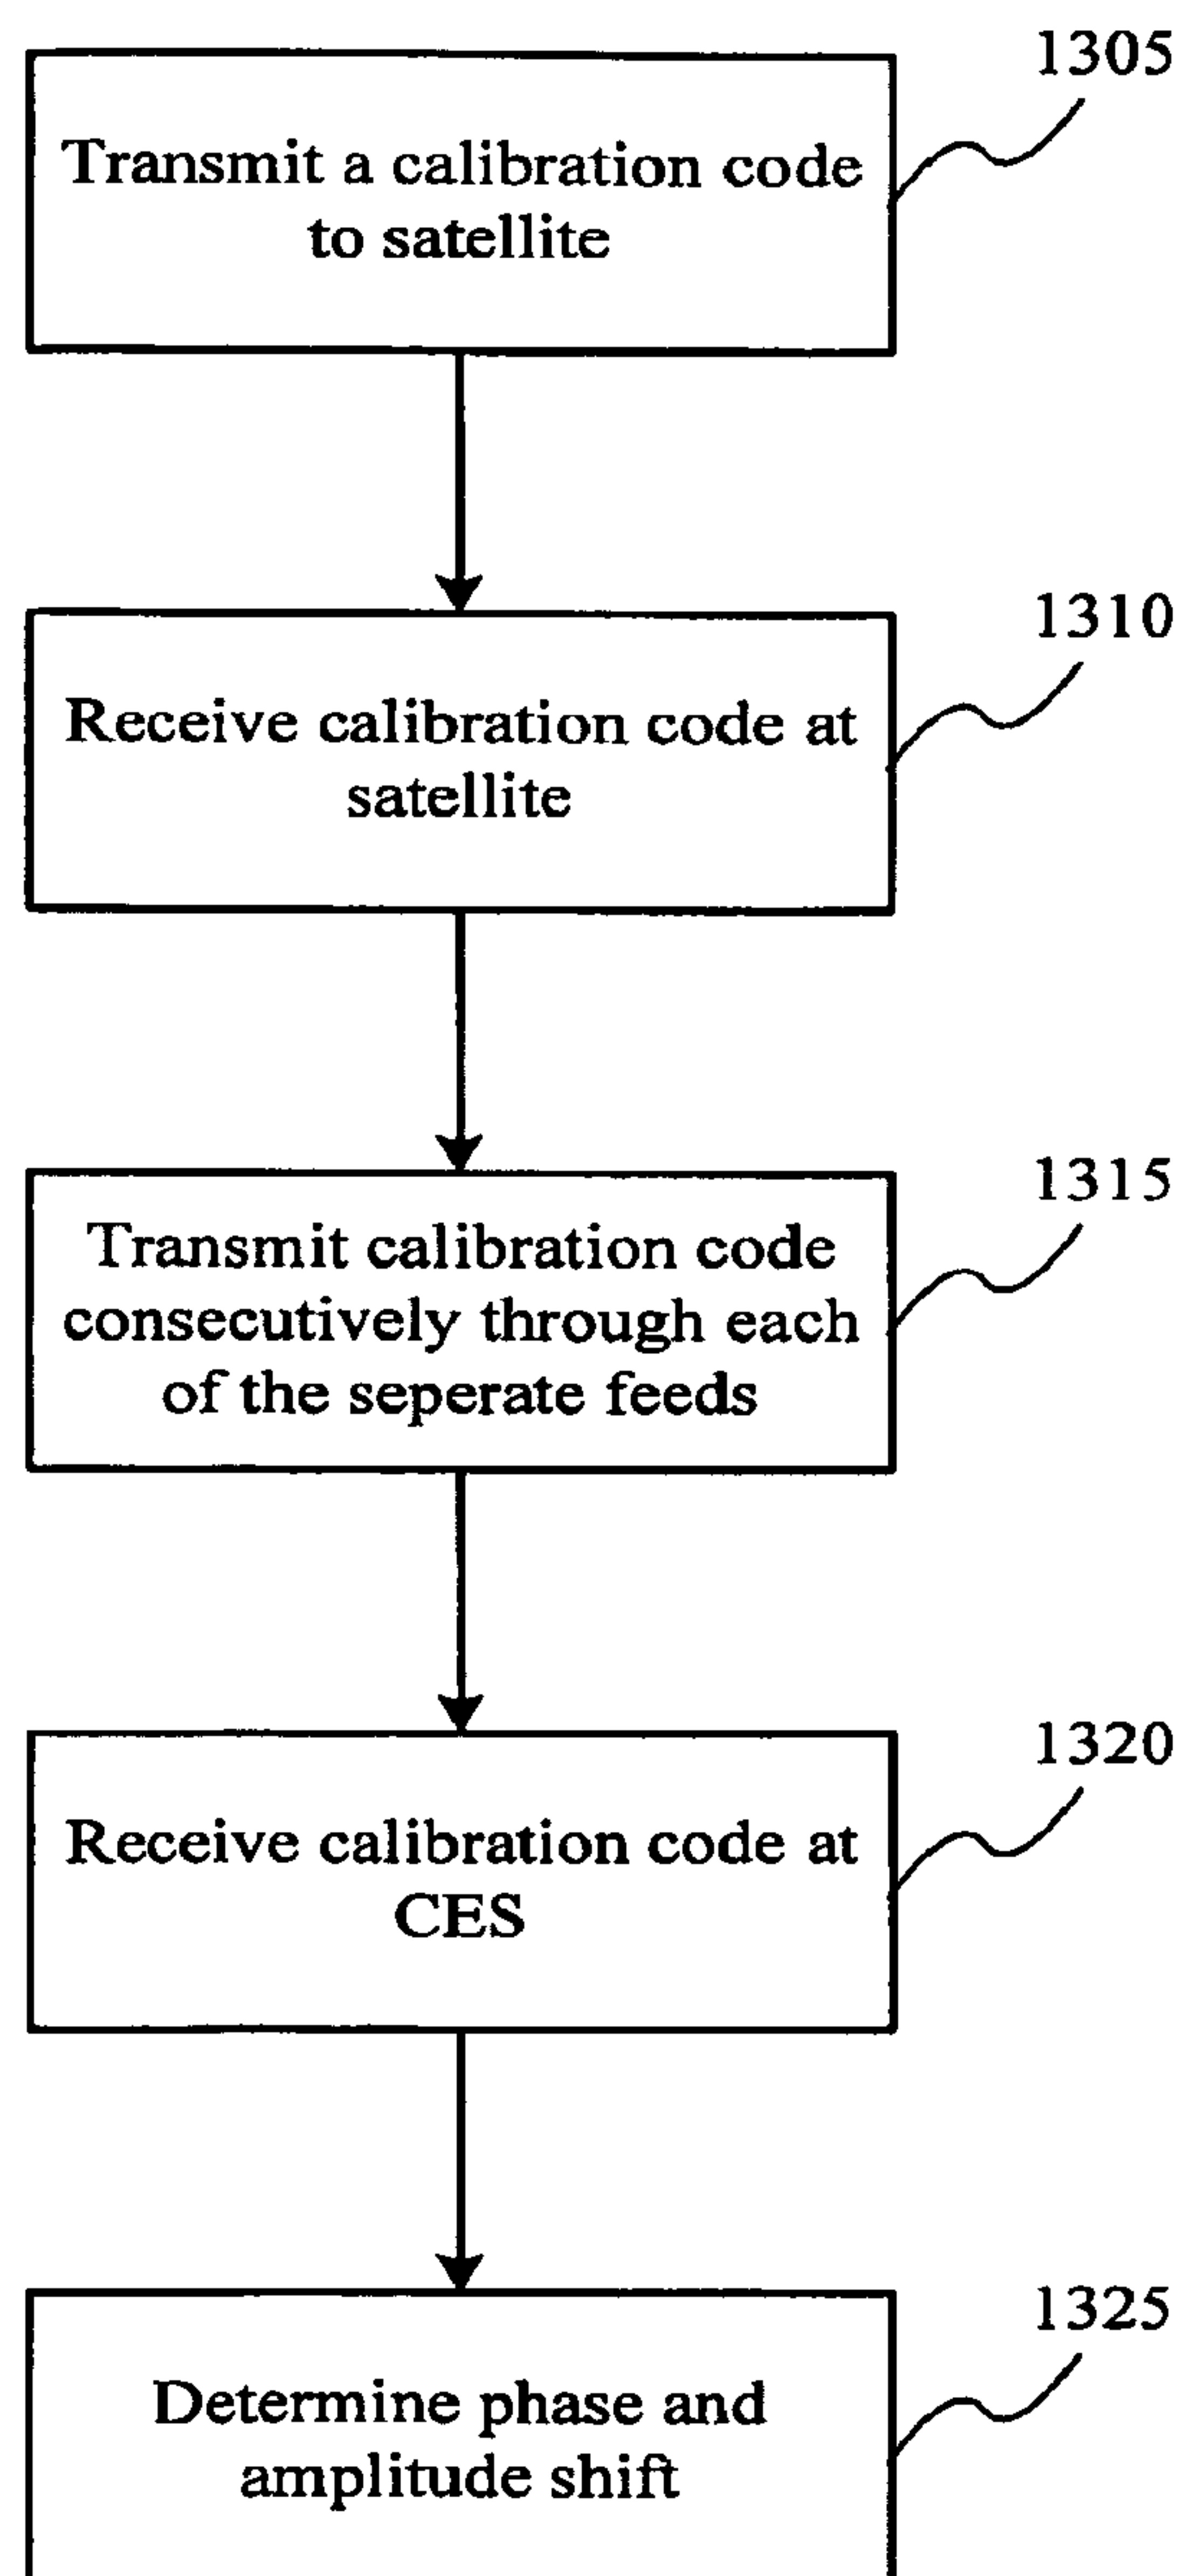 1305
Transmit a calibration code
to satellite
1310
Receive calibration code at
satellite
1315
Transmit calibration code
consecutively through each
of the seperate feeds
1320
Receive calibration code at
CES
1325
Determine phase and
amplitude shift